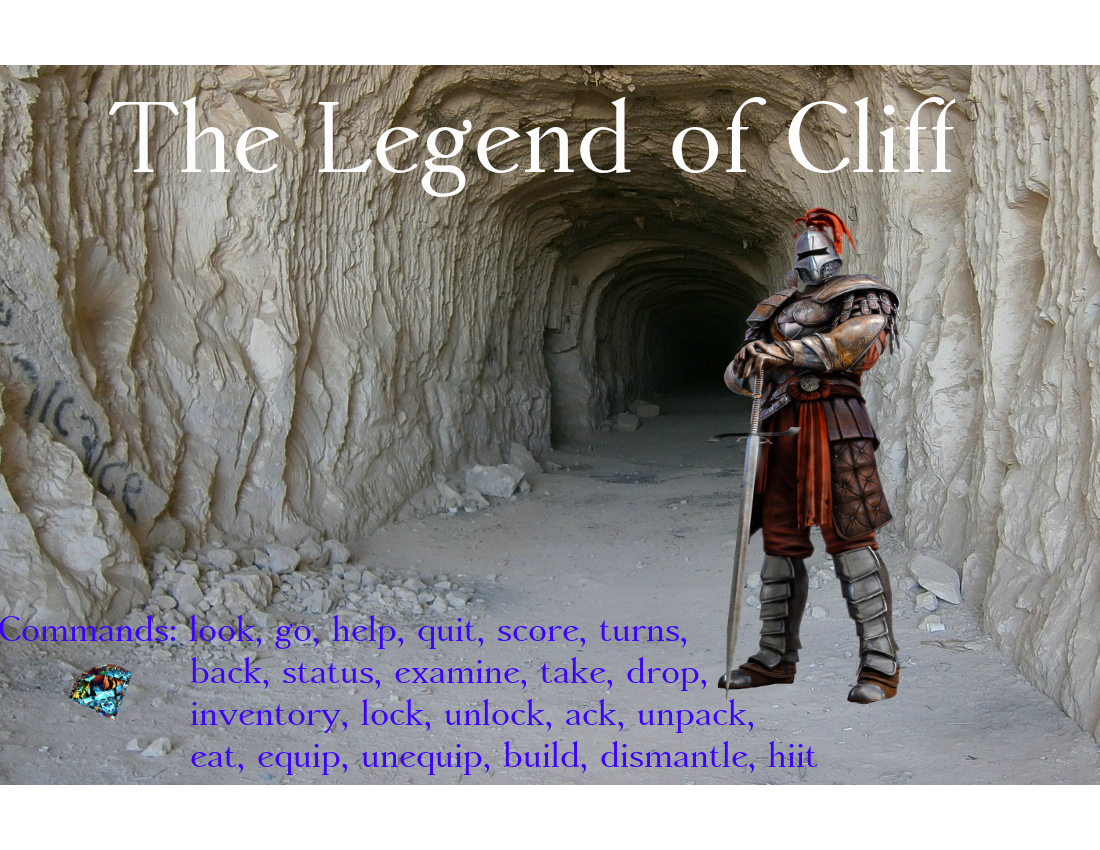 The Legend of Cliff
Commands: look, go, help, quit, score, turns,
back, status, examine, take, drop,
inventory, lock, unlock, ack, unpack,
eat, equip, unequip, build, dismantle, hiit